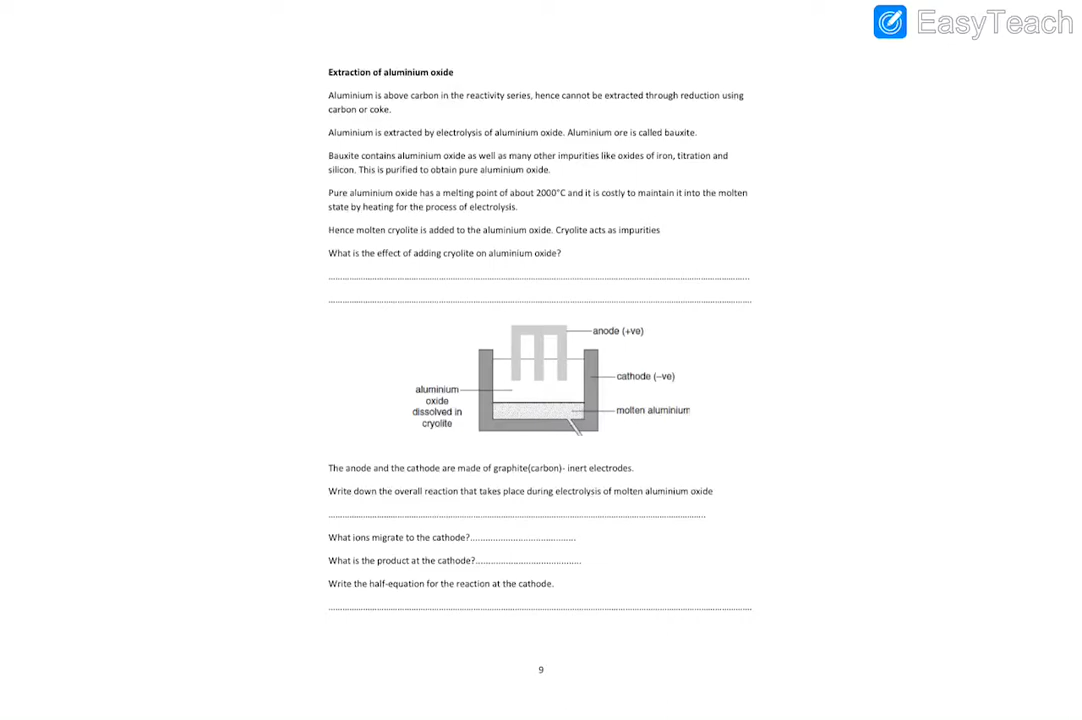 EasyTeach
Extraction of aluminium oxide
Aluminium is above carbon in the reactivity series, hence cannot be extracted through reduction using
carbon or coke.
Aluminium is extracted by electrolysis of aluminium oxide. Aluminium ore is called bauxite.
Bauxite contains aluminium oxide as well as many other impurities like oxides of iron, titration and
silicon. This is purified to obtain pure aluminium oxide.
Pure aluminium oxide has a melting point of about 2000°C and it is costly to maintain it into the molten
state by heating for the process of electrolysis.
Hence molten cryolite is added to the aluminium oxide. Cryolite acts as impurities
What is the effect of adding cryolite on aluminium oxide?
anode (+ve)
cathode (–ve)
aluminium
oxide
dissolved in
cryolite
molten aluminium
The anode and the cathode are made of graphite(carbon)- inert electrodes.
Write down the overall reaction that takes place during electrolysis of molten aluminium oxide
What ions migrate to the cathode?........................................
What is the product at the cathode?........................................
Write the half-equation for the reaction at the cathode.
9